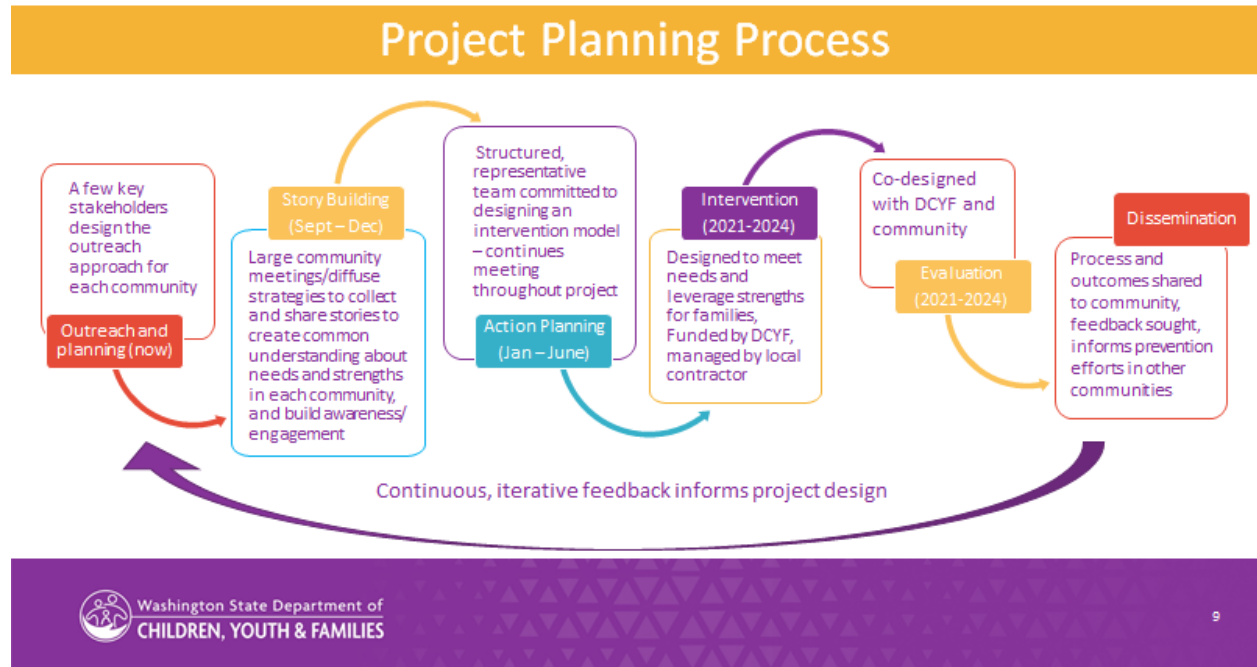 Project Planning Process
A few key
stakeholders
design the
outreach
approach for
each community
Outreach and
planning (now)
Story Building
(Sept – Dec)
Large community
meetings/diffuse
strategies to collect
and share stories to
create common
understanding about
needs and strengths
in each community,
and build awareness/
engagement
Structured,
representative
team committed to
designing an
intervention model
– continues
meeting
throughout project
Action Planning
(Jan – June)
Intervention
(2021-2024)
Designed to meet
needs and
leverage strengths
for families,
Funded by DCYF,
managed by local
contractor
Co-designed
with DCYF and
community
Evaluation
(2021-2024)
Dissemination
Process and
outcomes shared
to community,
feedback sought,
informs prevention
efforts in other
communities
Continuous, iterative feedback informs project design
Washington State Department of
CHILDREN, YOUTH & FAMILIES
9